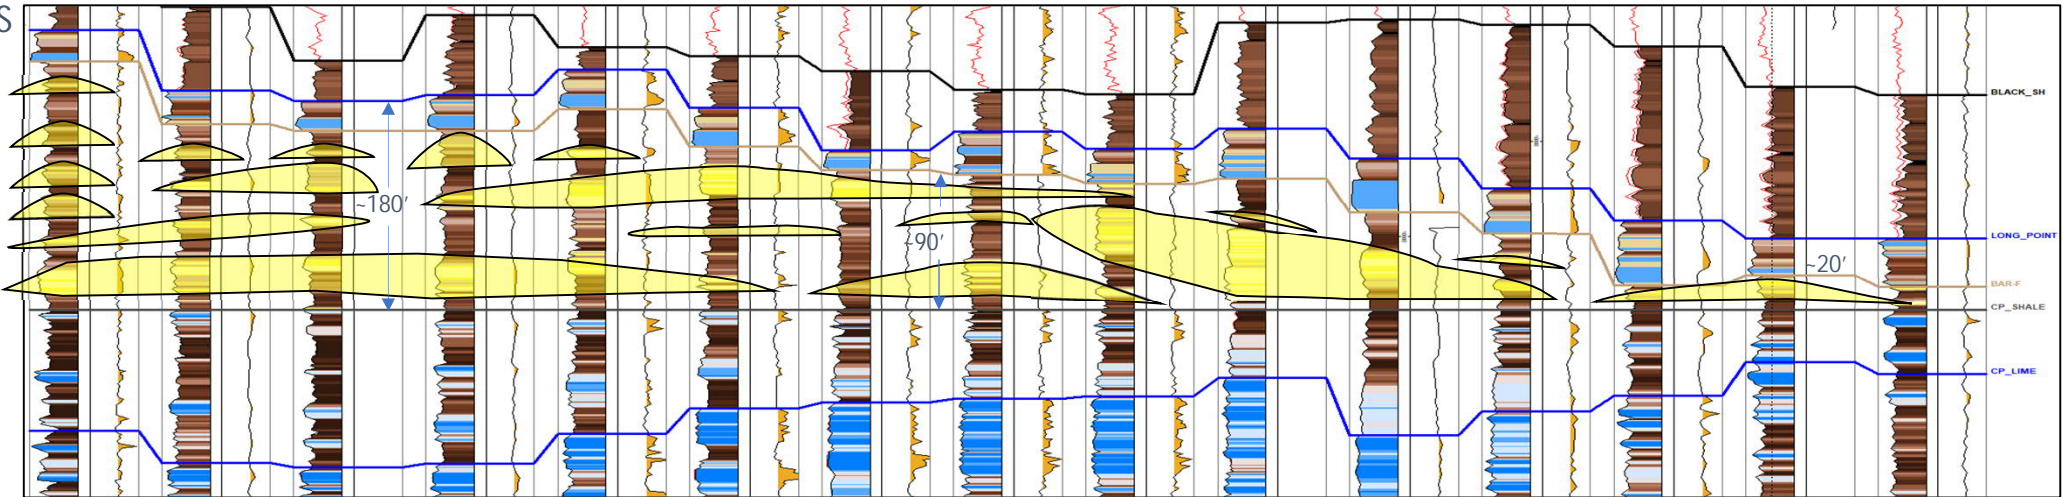 S
BLACK_SH
~180'
~90'
LONG_POINT
~20'
BAR-F
CP_SHALE
CP_LIME